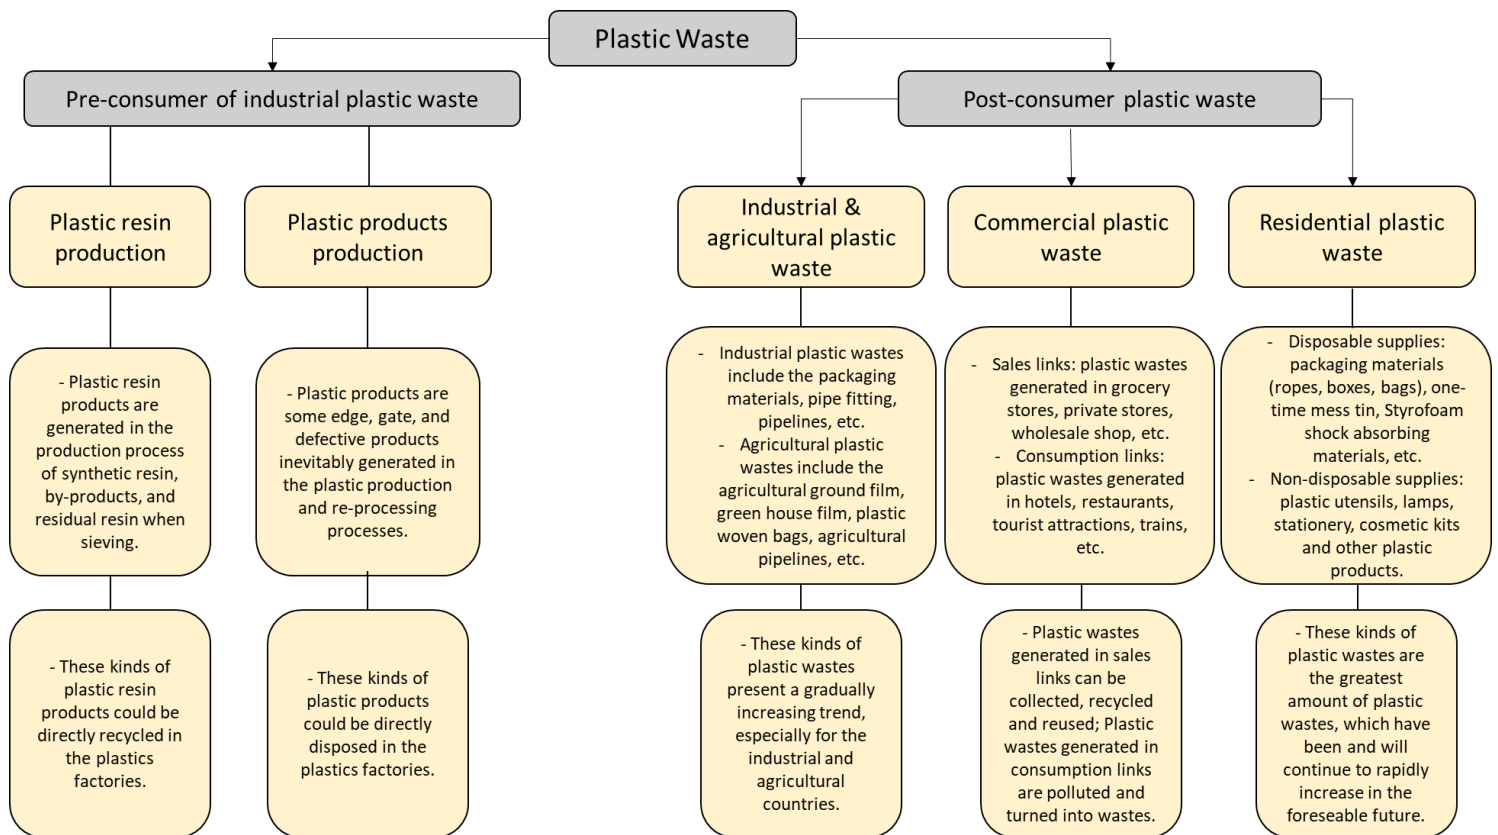 Plastic Waste
Pre-consumer of industrial plastic waste
Post-consumer plastic waste
Plastic resin
production
Plastic products
production
Industrial &
agricultural plastic
waste
Commercial plastic
waste
Residential plastic
waste
- Plastic resin
products are
generated in the
production process
of synthetic resin,
by-products, and
residual resin when
sieving.
- Plastic products are
some edge, gate, and
defective products
inevitably generated in
the plastic production
and re-processing
processes.
- Industrial plastic wastes
include the packaging
materials, pipe fitting,
pipelines, etc.
- Agricultural plastic
wastes include the
agricultural ground film,
green house film, plastic
woven bags, agricultural
pipelines, etc.
- Sales links: plastic wastes
generated in grocery
stores, private stores,
wholesale shop, etc.
- Consumption links:
plastic wastes generated
in hotels, restaurants,
tourist attractions, trains,
etc.
- Disposable supplies:
packaging materials
(ropes, boxes, bags), one-
time mess tin, Styrofoam
shock absorbing
materials, etc.
- Non-disposable supplies:
plastic utensils, lamps,
stationery, cosmetic kits
and other plastic
products.
- These kinds of
plastic resin
products could be
directly recycled in
the plastics
factories.
- These kinds of
plastic products
could be directly
disposed in the
plastics factories.
- These kinds of
plastic wastes
present a gradually
increasing trend,
especially for the
industrial and
agricultural
countries.
- Plastic wastes
generated in sales
links can be
collected, recycled
and reused; Plastic
wastes generated in
consumption links
are polluted and
turned into wastes.
- These kinds of
plastic wastes are
the greatest
amount of plastic
wastes, which have
been and will
continue to rapidly
increase in the
foreseable future.